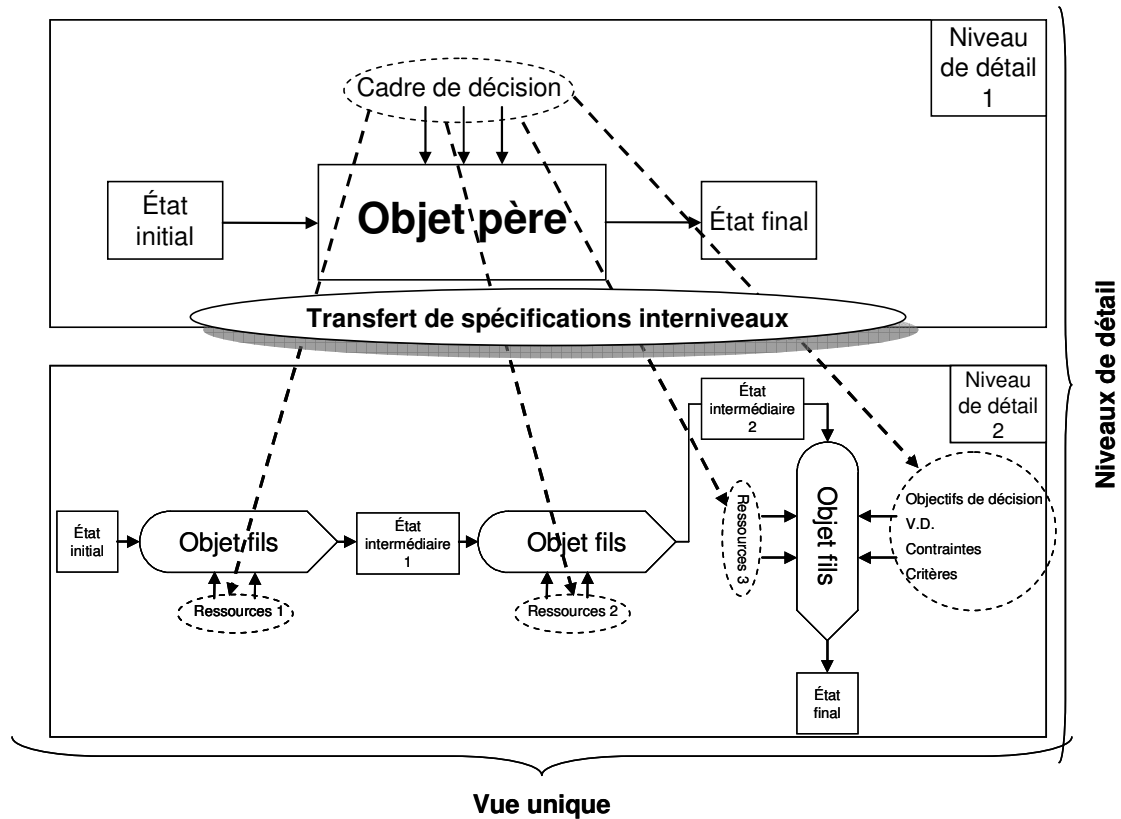 Niveau
de détail
1
Cadre de décision
État
initial
Objet père
État final
Transfert de spécifications interniveaux
Niveaux de détail
Niveau
de détail
2
État
intermédiaire
2
État
initial
Objet fils
État
intermédiaire
1
Objet fils
Ressources 3
Objet fils
Objectifs de décision
V.D.
Contraintes
Critères
Ressources 1
Ressources 2
État
final
Vue unique